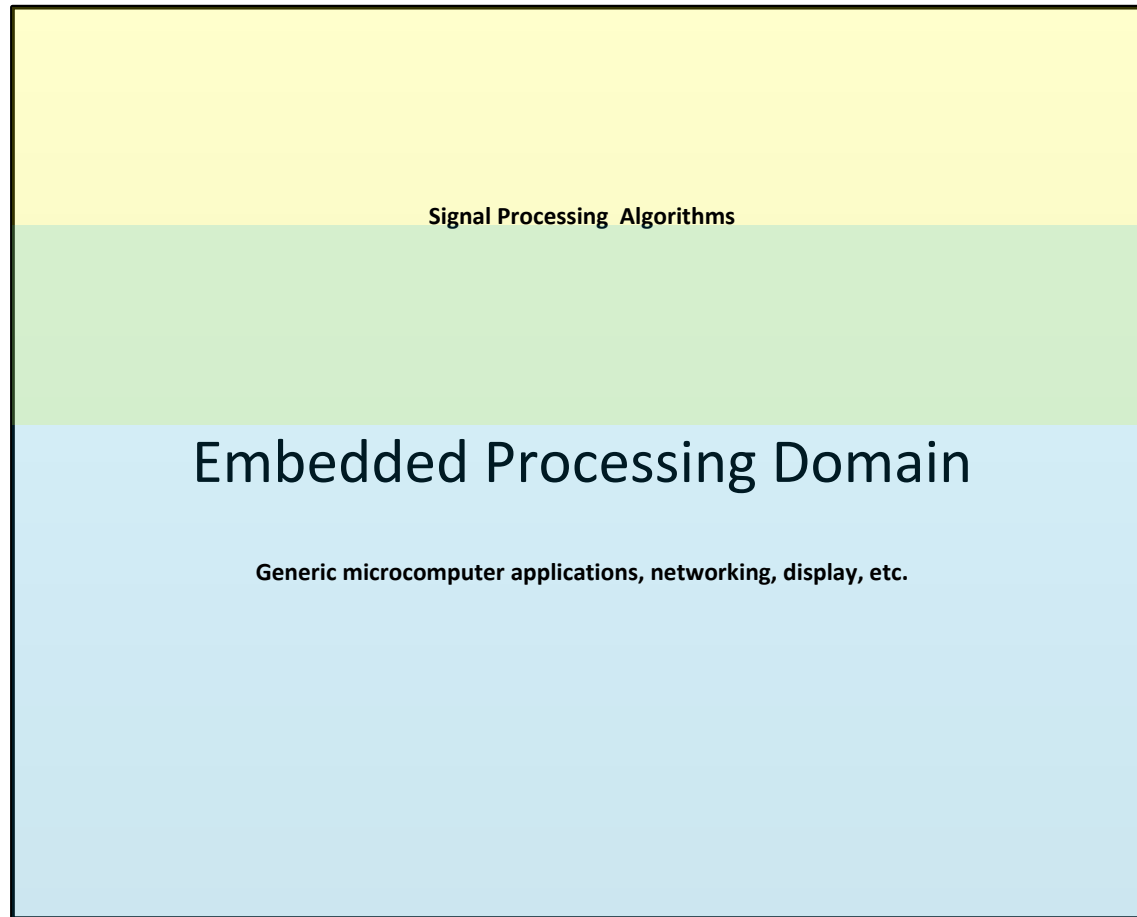 Signal Processing  Algorithms
Embedded Processing Domain
Generic microcomputer applications, networking, display, etc.